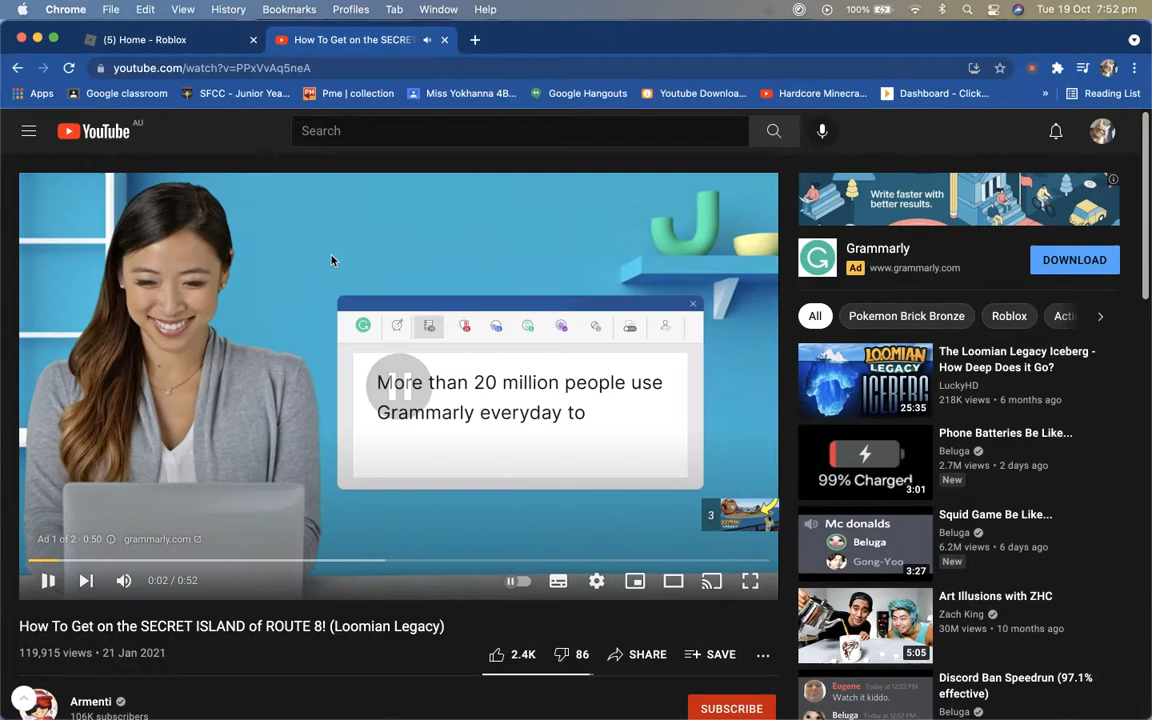 Chrome File Edit View History Bookmarks Profiles Tab Window Help 100% Tue 19 Oct 7:52 pm
(5) Home - Roblox
How To Get on the SECRET
youtube.com/watch?v=PPxVvAq5neA
Apps Google classroom SFCC - Junior Yea... Pme | collection Miss Yokhanna 4B... Google Hangouts Youtube Downloa... Hardcore Minecra... Dashboard - Click... » Reading List
YouTube AU
Search
More than 20 million people use
Grammarly everyday to
3
Ad 1 of 2 · 0:50 grammarly.com
0:02 / 0:52
How To Get on the SECRET ISLAND of ROUTE 8! (Loomian Legacy)
119,915 views • 21 Jan 2021
2.4K 86 SHARE SAVE
Armenti
106K subscribers
SUBSCRIBE
Write faster with
better results.
Grammarly
Ad www.grammarly.com
DOWNLOAD
All Pokemon Brick Bronze Roblox Acti
LOOMIAN
LEGACY
ICEBERG
25:35
The Loomian Legacy Iceberg -
How Deep Does it Go?
LuckyHD
218K views • 6 months ago
99% Charged
3:01
Phone Batteries Be Like...
Beluga
2.7M views • 2 days ago
New
Mc donalds
Beluga
Gong-Yoo
3:27
Squid Game Be Like...
Beluga
6.2M views • 6 days ago
New
5:05
Art Illusions with ZHC
Zach King
30M views • 10 months ago
Eugene Today at 12:52 PM
Watch it kiddo.
Beluga Today at 12:52 PM
Discord Ban Speedrun (97.1%
effective)
Beluga